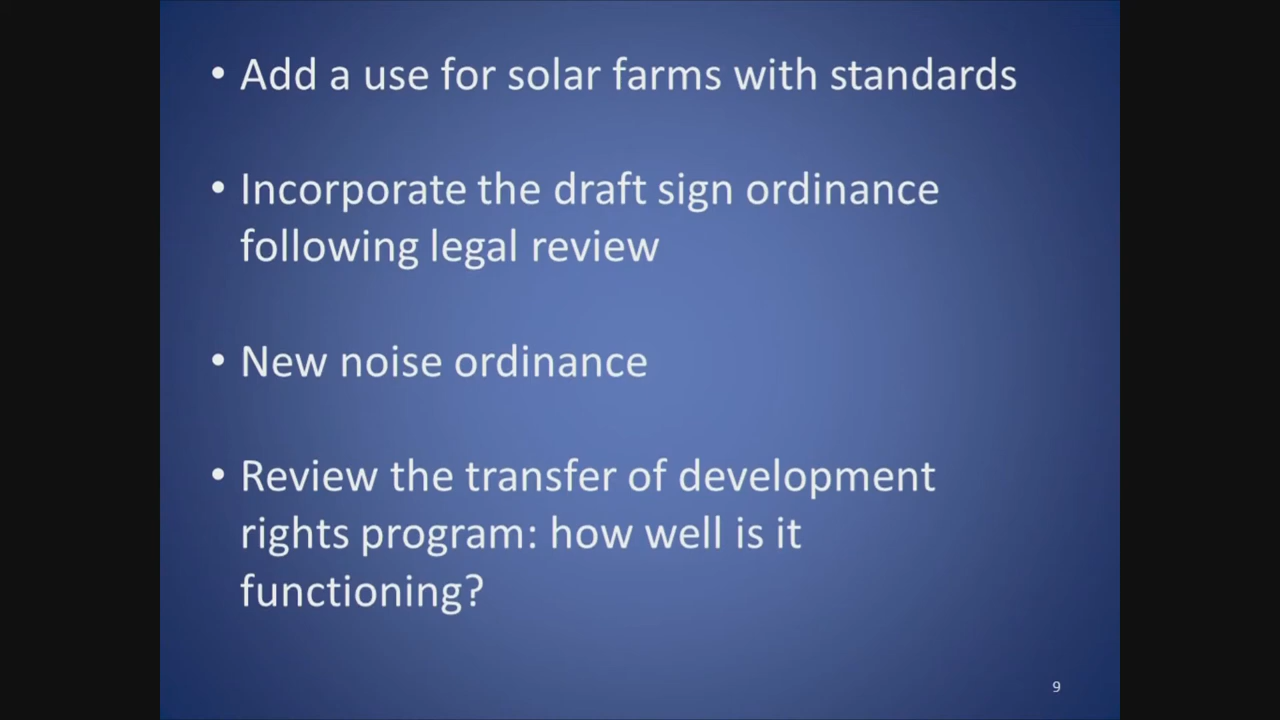 • Add a use for solar farms with standards
• Incorporate the draft sign ordinance
following legal review
• New noise ordinance
• Review the transfer of development
rights program: how well is it
functioning?
9